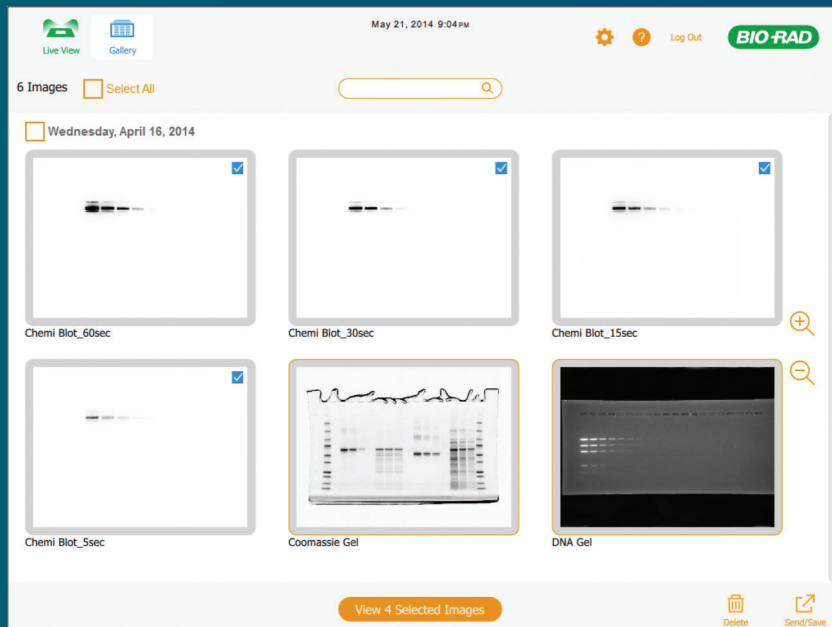 May 21, 2014 9:04PM
Live View
Gallery
?
Log Out
BIO RAD
6 Images
Select All
Wednesday, April 16, 2014
Chemi Blot_60sec
Chemi Blot_30sec
Chemi Blot_15sec
Chemi Blot_5sec
Coomassie Gel
DNA Gel
View 4 Selected Images
Delete
Send/Save